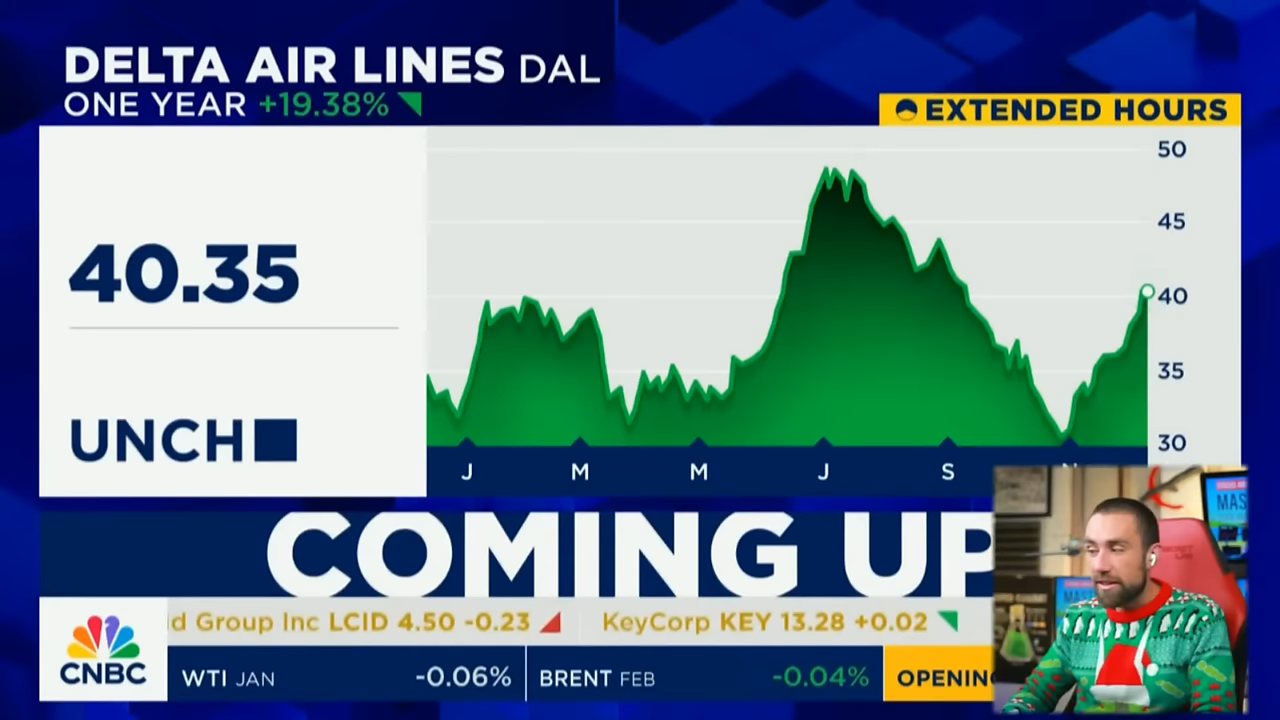 DELTA AIR LINES DAL
ONE YEAR +19.38%
EXTENDED HOURS
50
45
40
35
30
40.35
UNCH
J M M J S
COMING UP
d Group Inc LCID 4.50 -0.23 KeyCorp KEY 13.28 +0.02
CNBC
WTI JAN -0.06% BRENT FEB -0.04% OPENING
MAS